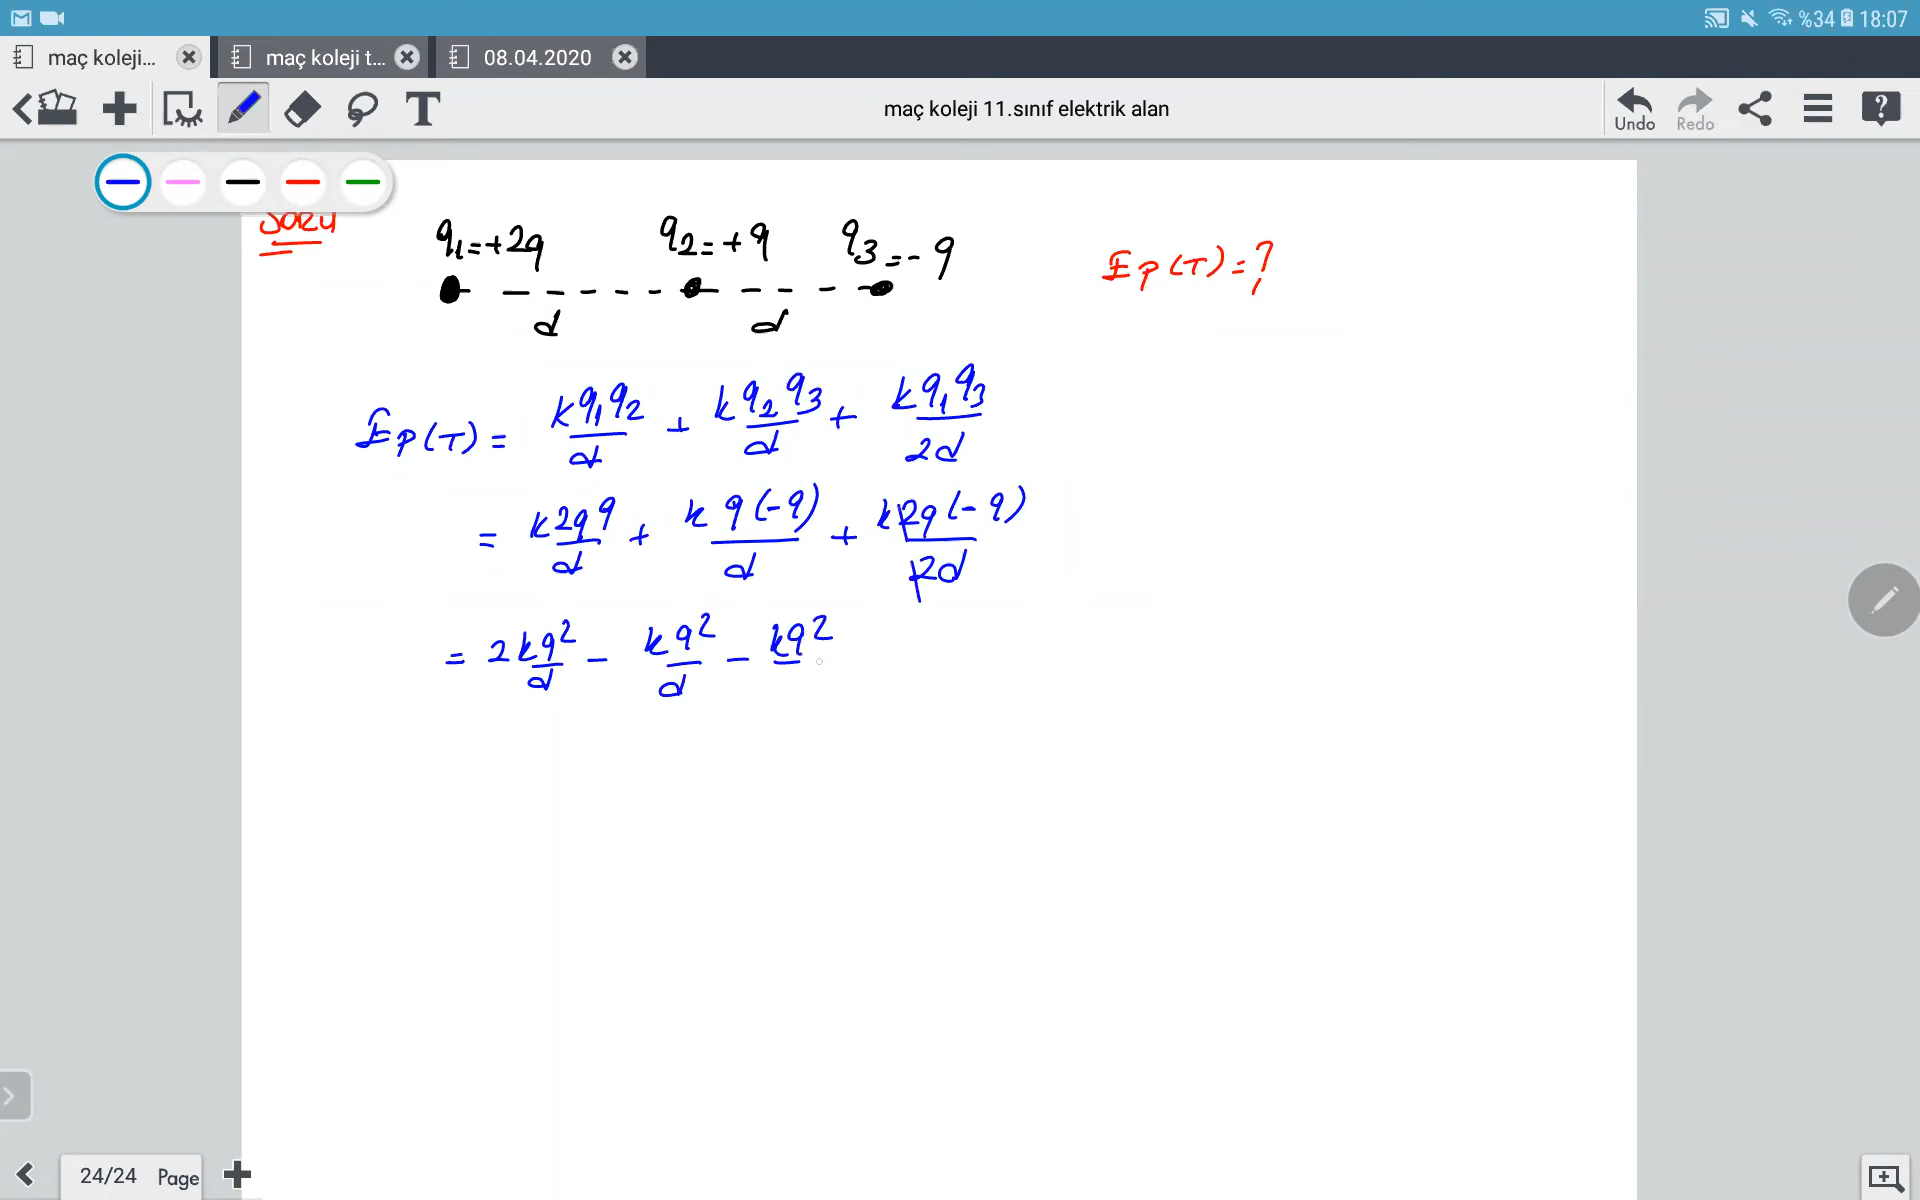 %34 18:07
maç koleji... maç koleji t... 08.04.2020
T maç koleji 11.sınıf elektrik alan Undo Redo ?
Soru
q₁=+2q q₂=+q q₃=-q Ep(T)=?
d d
Ep(T) = kq₁q₂/d + kq₂q₃/d + kq₁q₃/2d
= k2qq/d + kq(-q)/d + k2q(-q)/2d
= 2kq²/d - kq²/d - kq²
24/24 Page